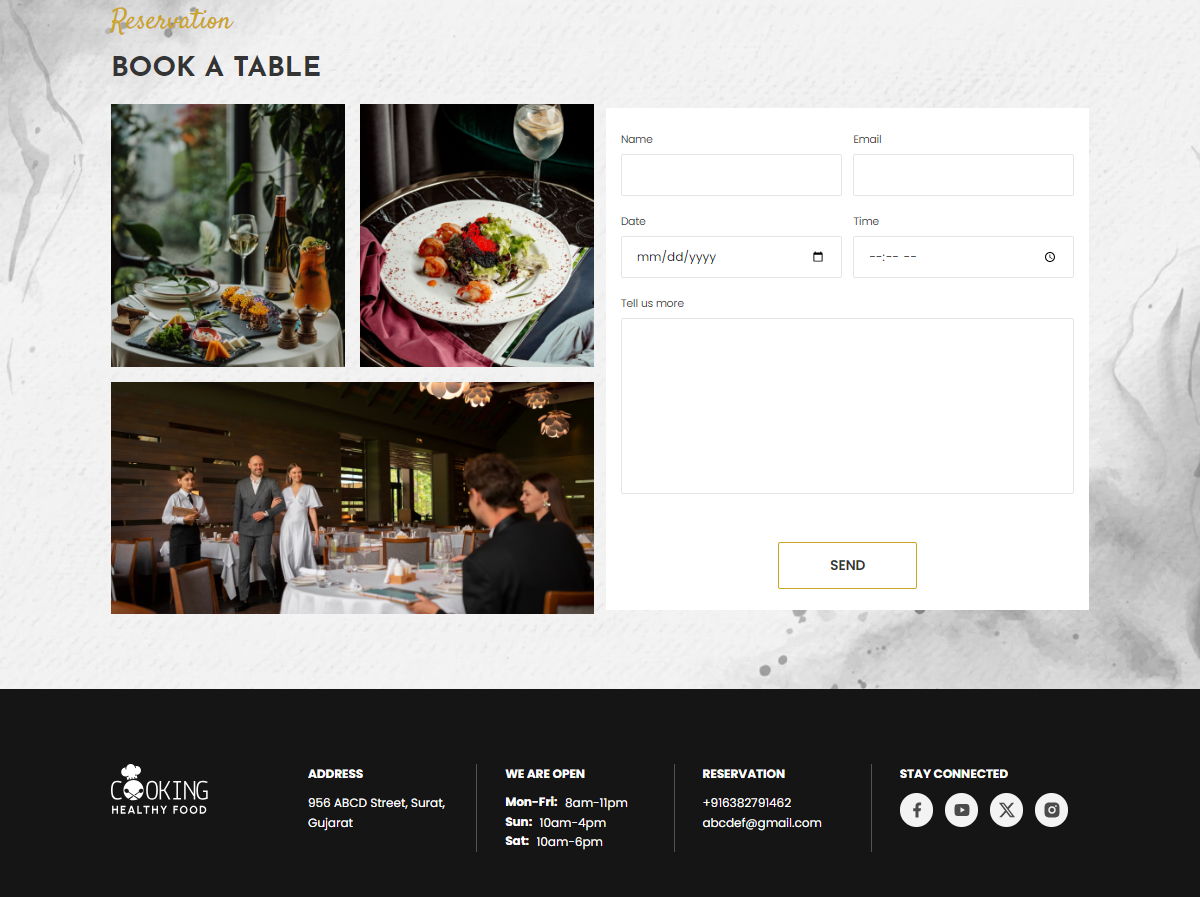 Reservation
BOOK A TABLE
Name
Email
Date
Time
mm/dd/yyyy
--:-- --
Tell us more
SEND
COOKING
HEALTHY FOOD
ADDRESS
956 ABCD Street, Surat,
Gujarat
WE ARE OPEN
Mon-Fri: 8am-11pm
Sun: 10am-4pm
Sat: 10am-6pm
RESERVATION
+916382791462
abcdef@gmail.com
STAY CONNECTED